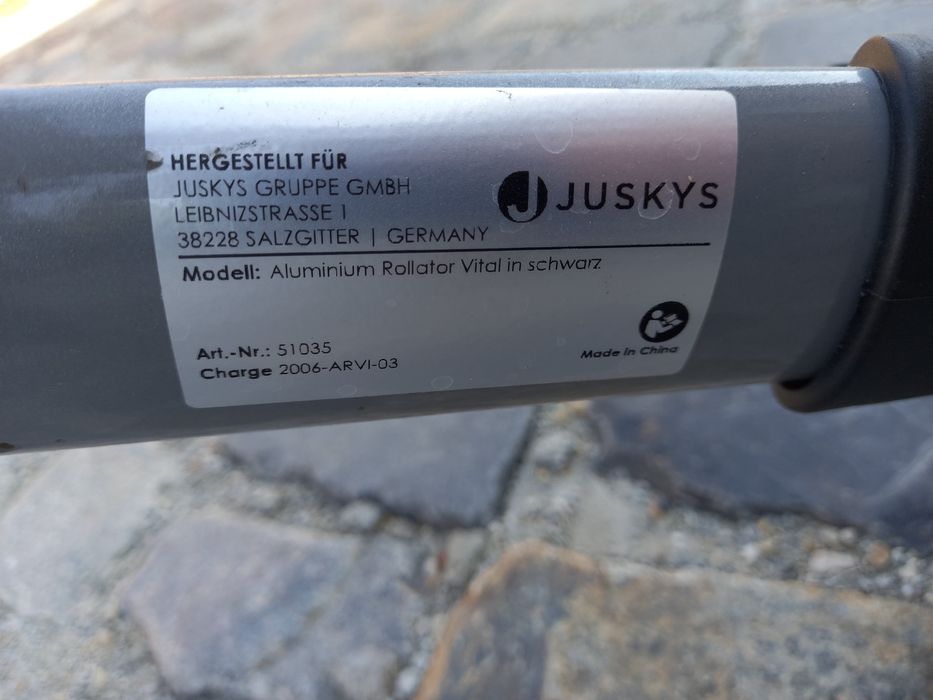 HERGESTELLT FÜR
JUSKYS GRUPPE GMBH
LEIBNIZSTRASSE 1
38228 SALZGITTER | GERMANY
JUSKYS
Modell: Aluminium Rollator Vital in schwarz
Art.-Nr.: 51035
Charge 2006-ARVI-03
Made in China